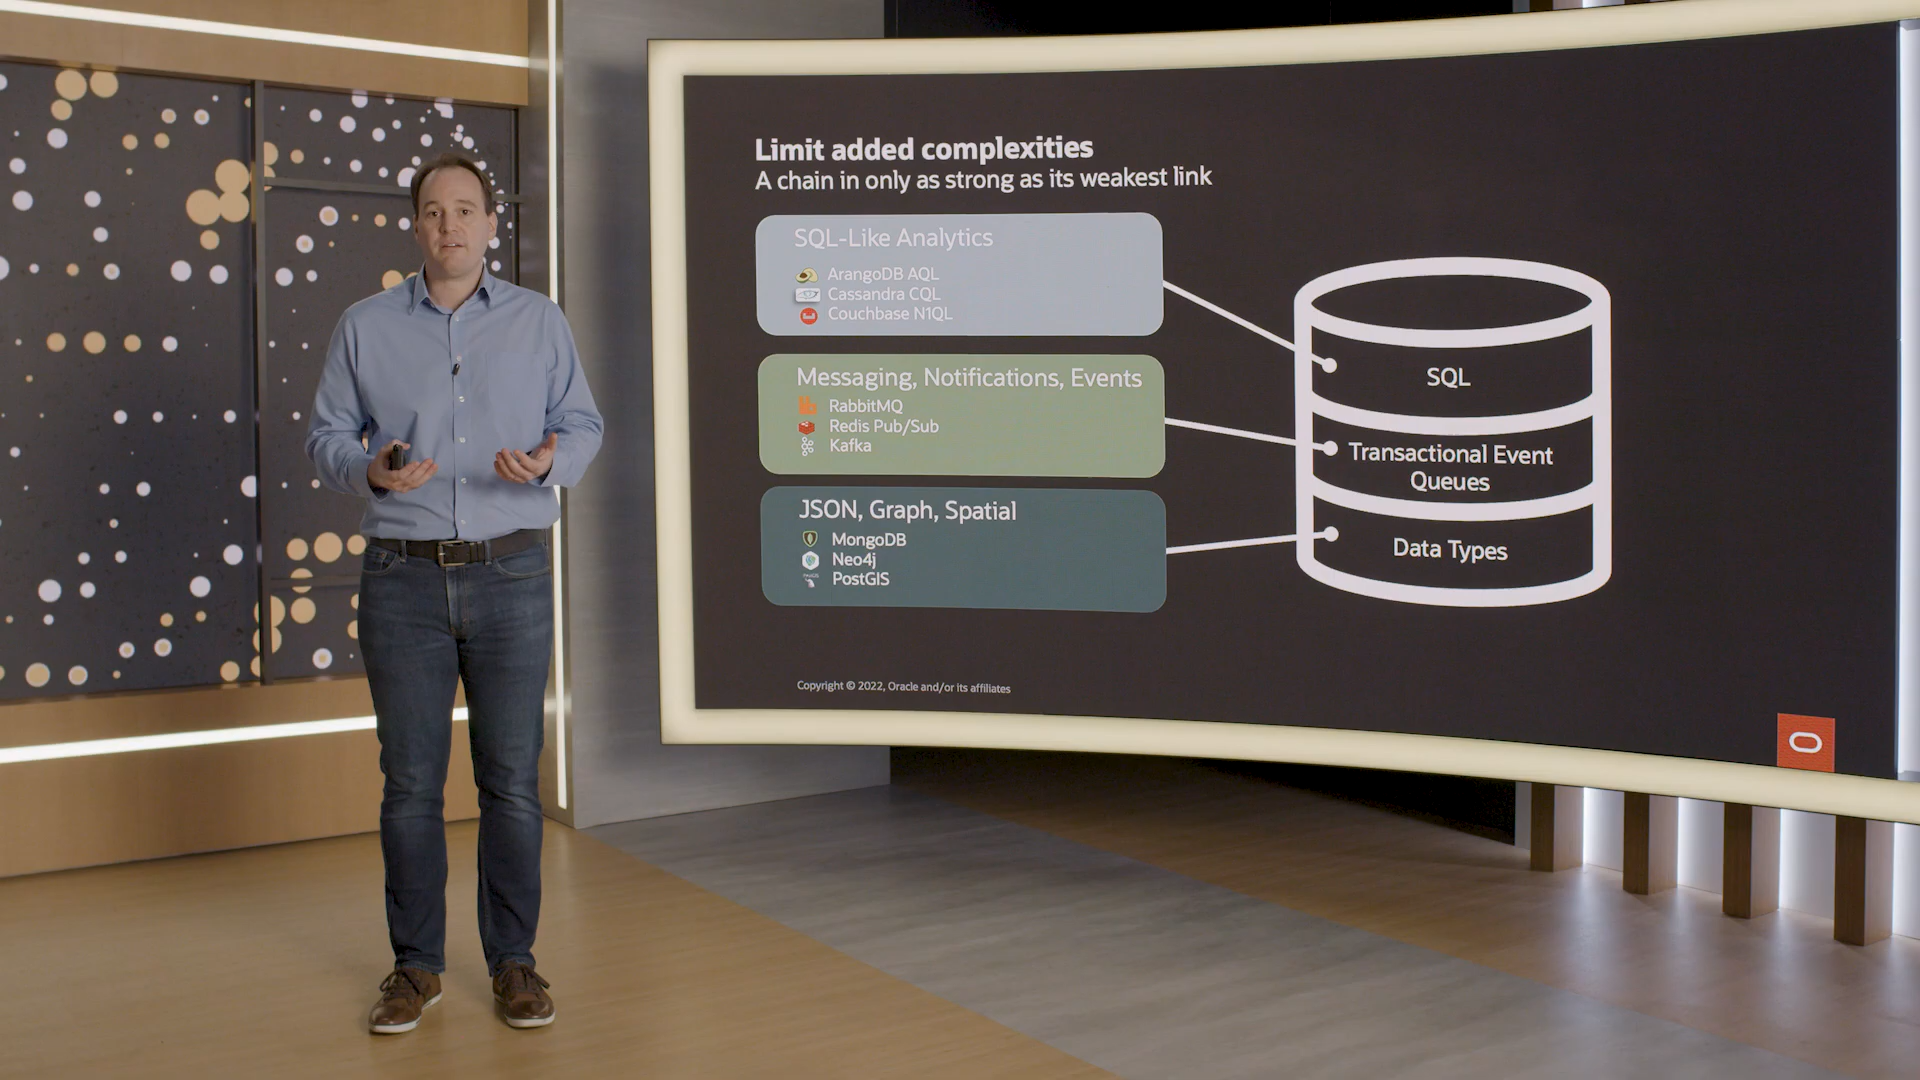 Limit added complexities
A chain in only as strong as its weakest link
SQL-Like Analytics
ArangoDB AQL
Cassandra CQL
Couchbase N1QL
Messaging, Notifications, Events
RabbitMQ
Redis Pub/Sub
Kafka
JSON, Graph, Spatial
MongoDB
Neo4j
PostGIS
SQL
Transactional Event
Queues
Data Types
Copyright © 2022, Oracle and/or its affiliates